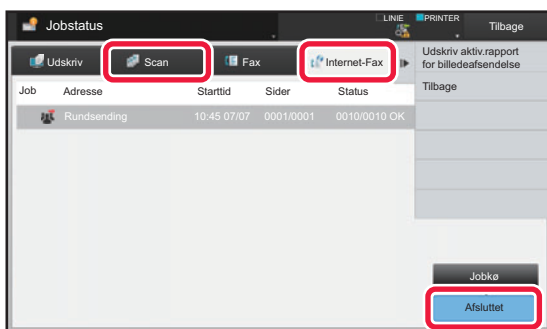 Jobstatus
LINIE
PRINTER
Tilbage
Udskriv
Scan
Fax
Internet-Fax
Udskriv aktiv.rapport
for billedeafsendelse
Tilbage
Job Adresse Starttid Sider Status
Rundsending 10:45 07/07 0001/0001 0010/0010 OK
Jobkø
Afsluttet